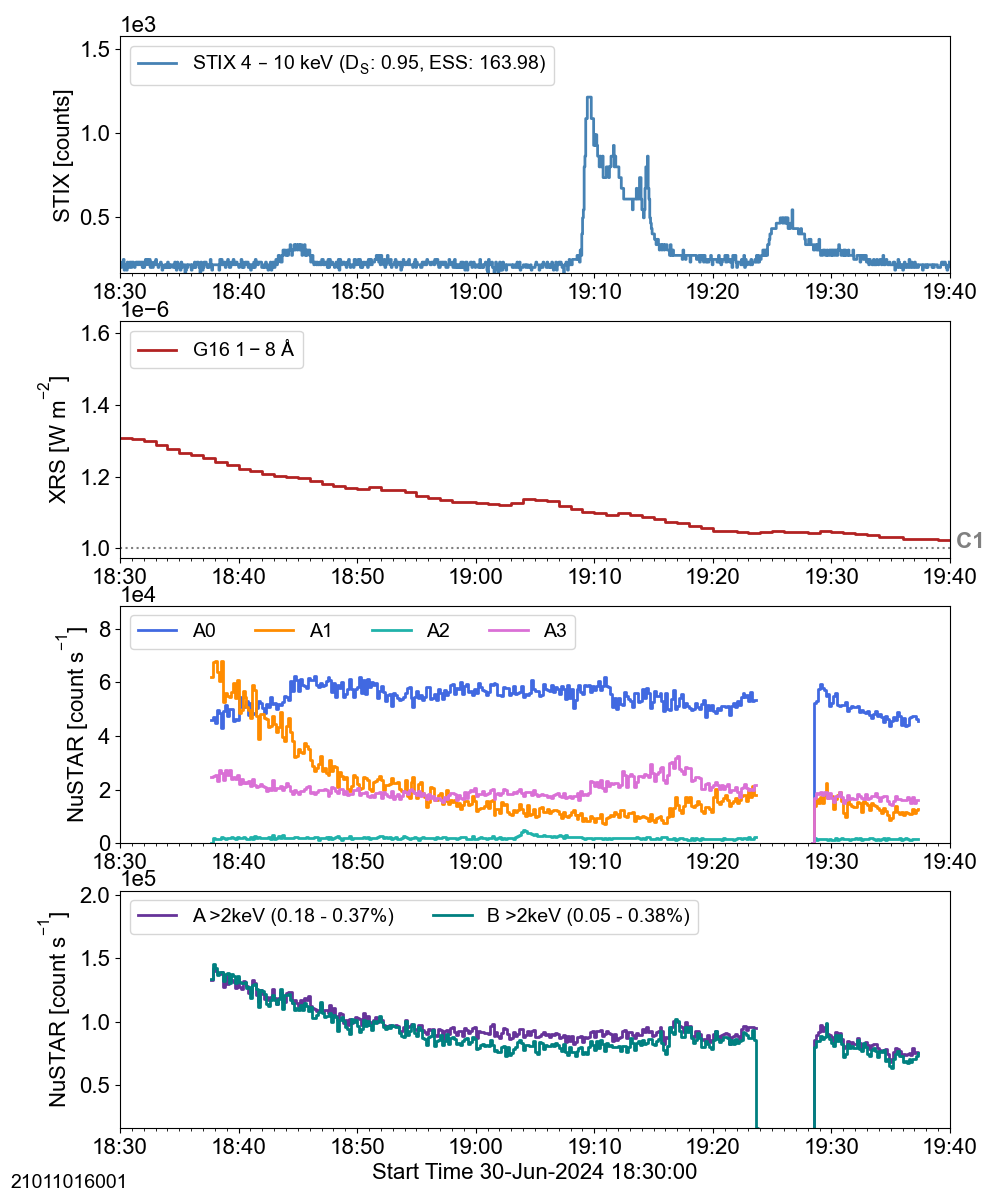 1e3
1.5
1.0
0.5
STIX [counts]
STIX 4 – 10 keV (DS: 0.95, ESS: 163.98)
18:30 18:40 18:50 19:00 19:10 19:20 19:30 19:40
1e−6
1.6
1.4
1.2
1.0
XRS [W m−2]
G16 1 – 8 Å
C1
18:30 18:40 18:50 19:00 19:10 19:20 19:30 19:40
1e4
8
6
4
2
0
NuSTAR [count s−1]
A0 A1 A2 A3
18:30 18:40 18:50 19:00 19:10 19:20 19:30 19:40
1e5
2.0
1.5
1.0
0.5
NuSTAR [count s−1]
A >2keV (0.18 - 0.37%) B >2keV (0.05 - 0.38%)
18:30 18:40 18:50 19:00 19:10 19:20 19:30 19:40
Start Time 30-Jun-2024 18:30:00
21011016001